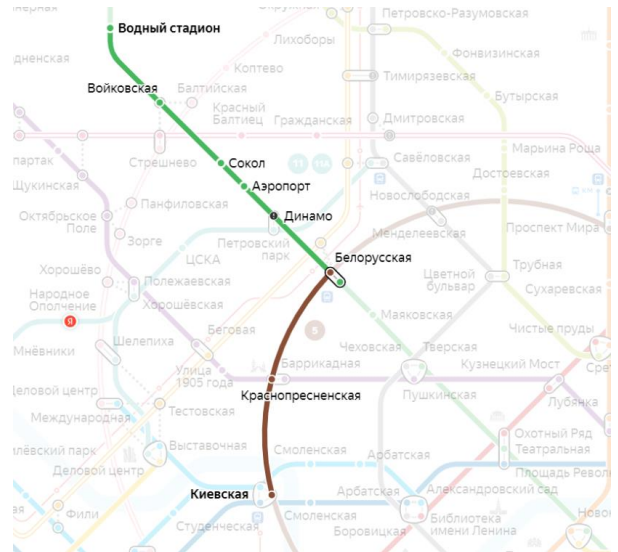 Петровско-Разумовская
Водный стадион
Лихоборы
Фонвизинская
Коптево
Тимирязевская
Войковская
Балтийская
Бутырская
Красный
Балтиец
Гражданская
Дмитровская
Марьина Роща
Стрешнево
Сокол
11
11А
Савёловская
Достоевская
Щукинская
Аэропорт
Новослободская
Панфиловская
Октябрьское
Поле
Динамо
Проспект Мира
Зорге
Петровский
парк
Менделеевская
Белорусская
ЦСКА
Трубная
Хорошёво
Полежаевская
Цветной
бульвар
Сухаревская
Народное
Ополчение
Хорошёвская
Я
Маяковская
Беговая
5
Чистые пруды
Мнёвники
Шелепиха
Чеховская
Тверская
Улица
1905 года
Баррикадная
Кузнецкий Мост
Краснопресненская
Пушкинская
Лубянка
Международная
Тестовская
Охотный Ряд
Театральная
Выставочная
Смоленская
Арбатская
Деловой центр
Киевская
Арбатская
Александровский сад
Фили
Студенческая
Смоленская
Боровицкая
Библиотека
имени Ленина